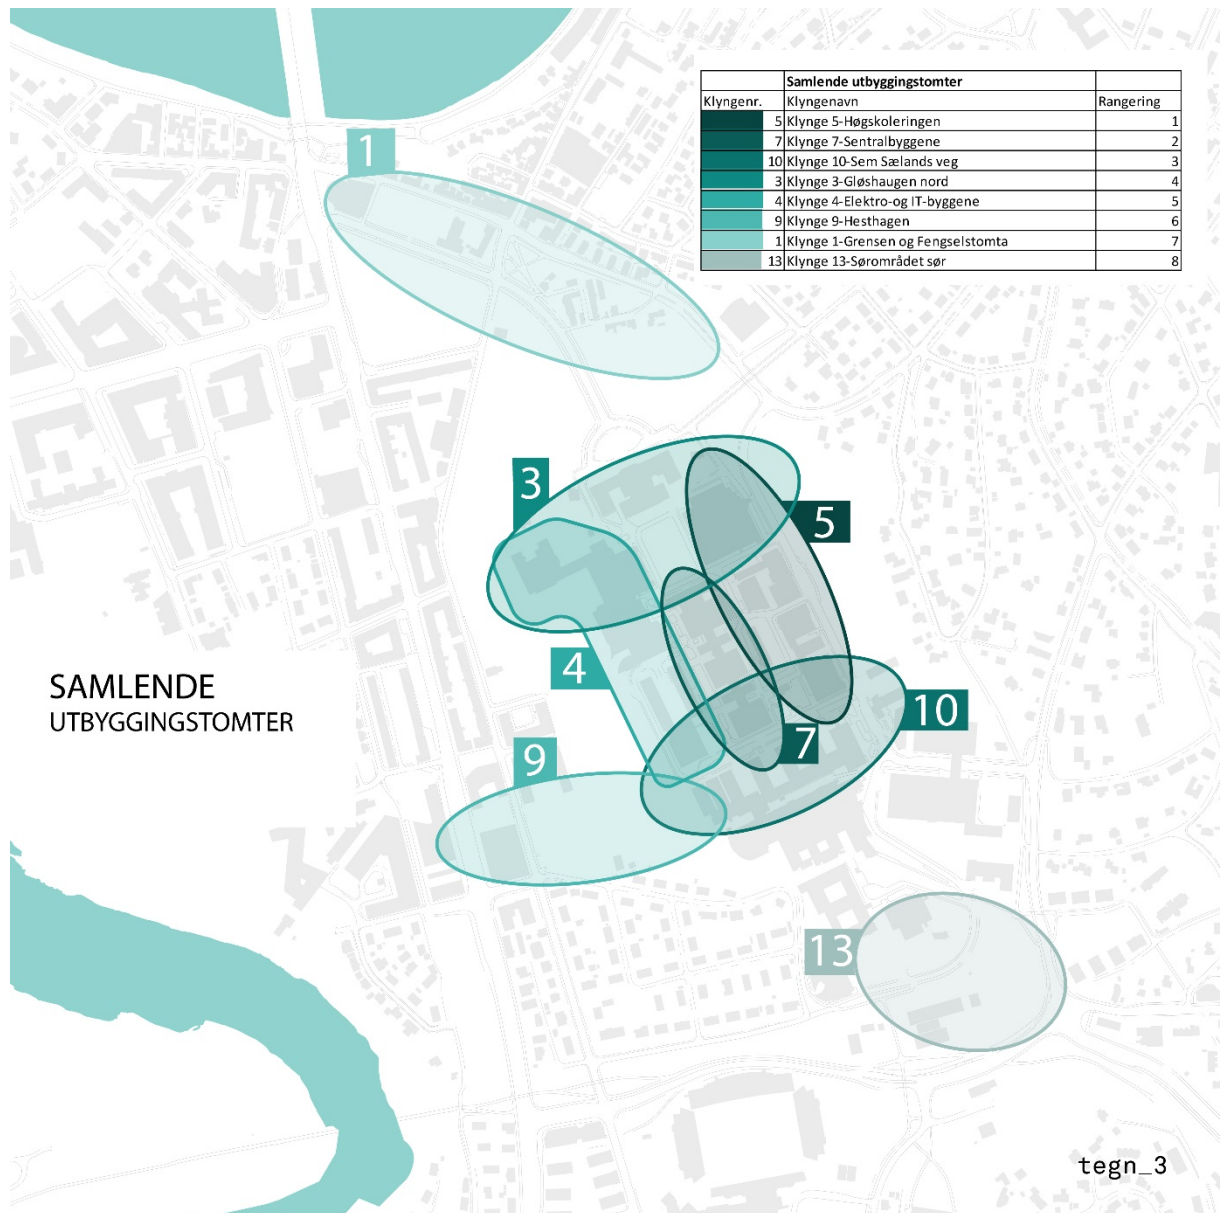 Samlende utbyggingstomter
Klyngenr. Klyngenavn Rangering
5 Klynge 5-Høgskoleringen 1
7 Klynge 7-Sentralbyggene 2
10 Klynge 10-Sem Sælands veg 3
3 Klynge 3-Gløshaugen nord 4
4 Klynge 4-Elektro-og IT-byggene 5
9 Klynge 9-Hesthagen 6
1 Klynge 1-Grensen og Fengselstomta 7
13 Klynge 13-Sørområdet sør 8
1
3
5
4
10
7
9
13
SAMLENDE
UTBYGGINGSTOMTER
tegn_3